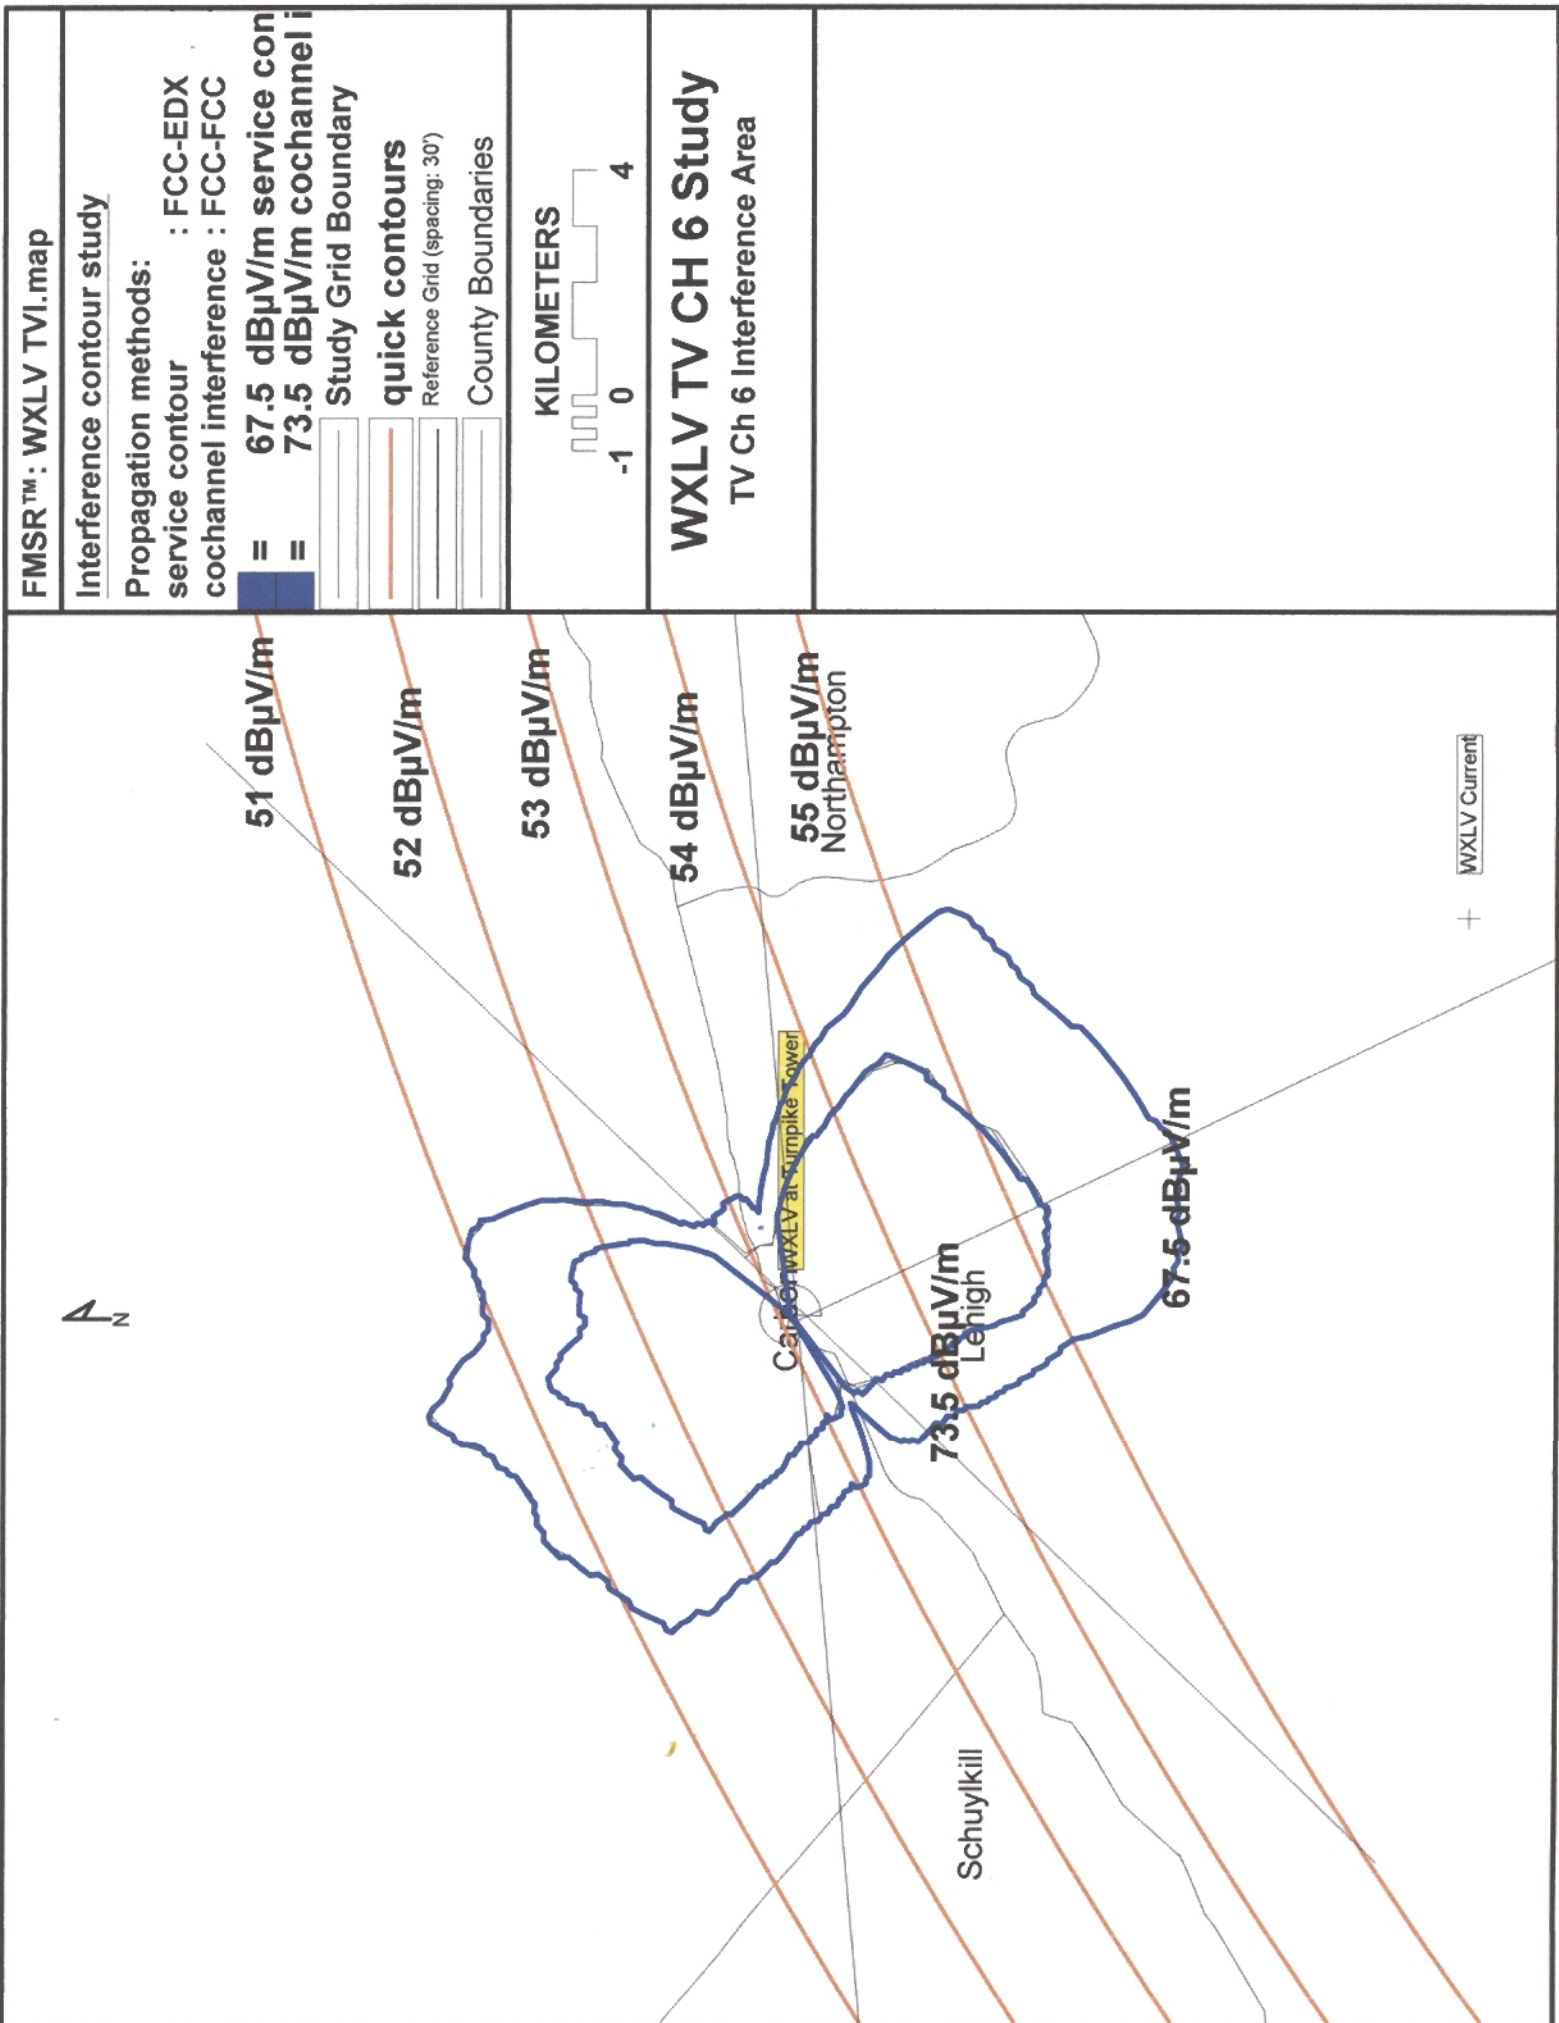 FMSR™: WXLV TVI.map
Interference contour study
Propagation methods:
service contour : FCC-EDX
cochannel interference : FCC-FCC
= 67.5 dBµV/m service con
= 73.5 dBµV/m cochannel i
Study Grid Boundary
quick contours
Reference Grid (spacing: 30')
County Boundaries
KILOMETERS
-1 0 4
WXLV TV CH 6 Study
TV Ch 6 Interference Area
N
51 dBµV/m
52 dBµV/m
53 dBµV/m
54 dBµV/m
55 dBµV/m
Northampton
Carbon
WXLV at Turnpike Tower
73.5 dBµV/m
Lehigh
67.5 dBµV/m
Schuylkill
WXLV Current